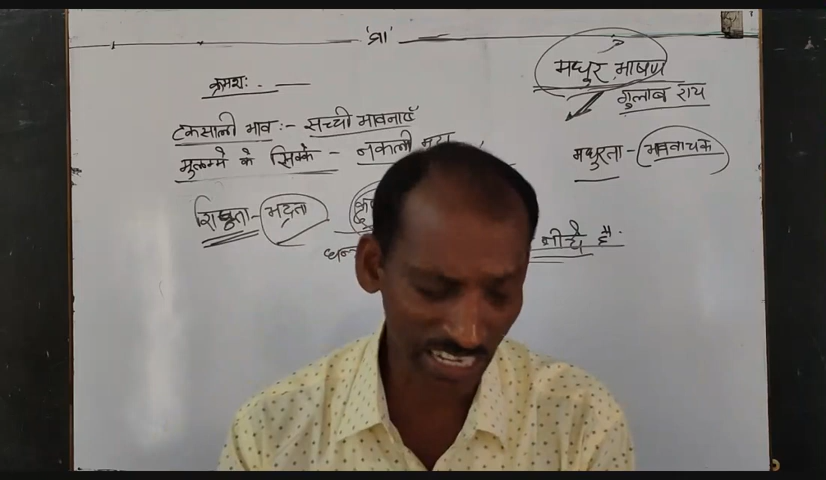 'प्रा'
मधुर भाषण
क्रमश: -
गुलाब राय
टकसाली भाव :- सच्ची भावनाएँ
मुलम्मे के सिक्के - नकली
मधुरता - भाववाचक
शिष्टता - भद्रता
नीचे है.